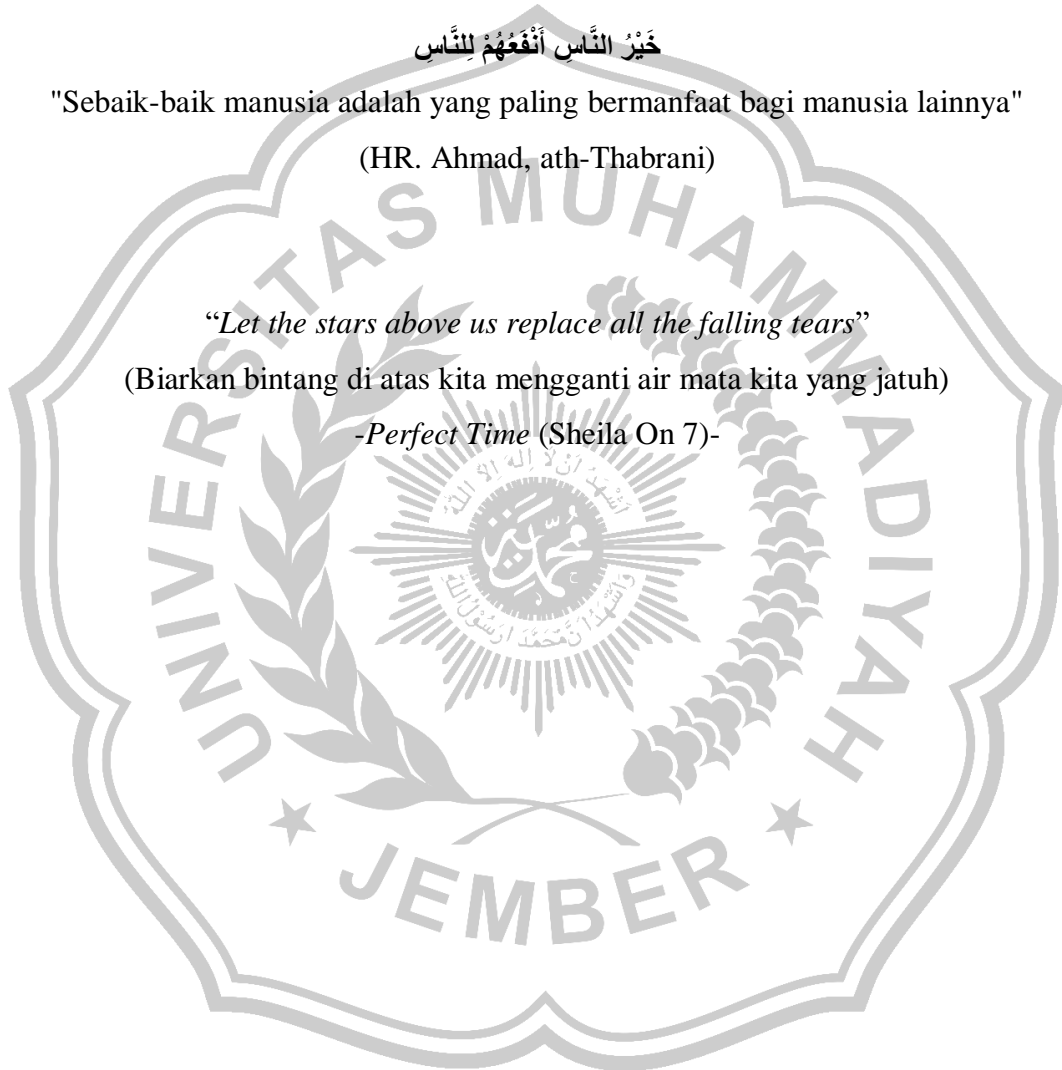 خَيْرُ النَّاسِ أَنْفَعُهُمْ لِلنَّاسِ
"Sebaik-baik manusia adalah yang paling bermanfaat bagi manusia lainnya"
(HR. Ahmad, ath-Thabrani)
“Let the stars above us replace all the falling tears”
(Biarkan bintang di atas kita mengganti air mata kita yang jatuh)
-Perfect Time (Sheila On 7)-
UNIVERSITAS MUHAMMADIYAH
JEMBER